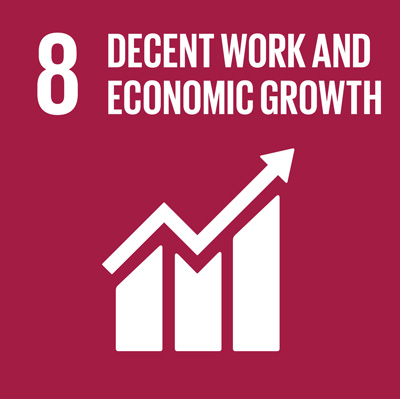 8 DECENT WORK AND
ECONOMIC GROWTH